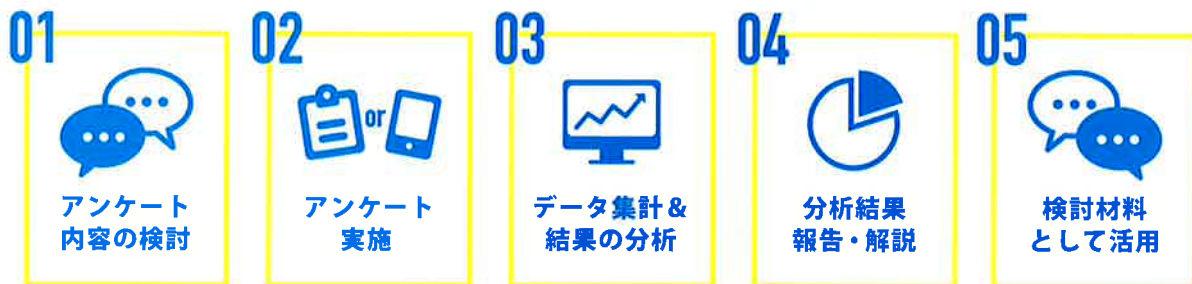 01
アンケート
内容の検討
02
or
アンケート
実施
03
データ集計&
結果の分析
04
分析結果
報告・解説
05
検討材料
として活用